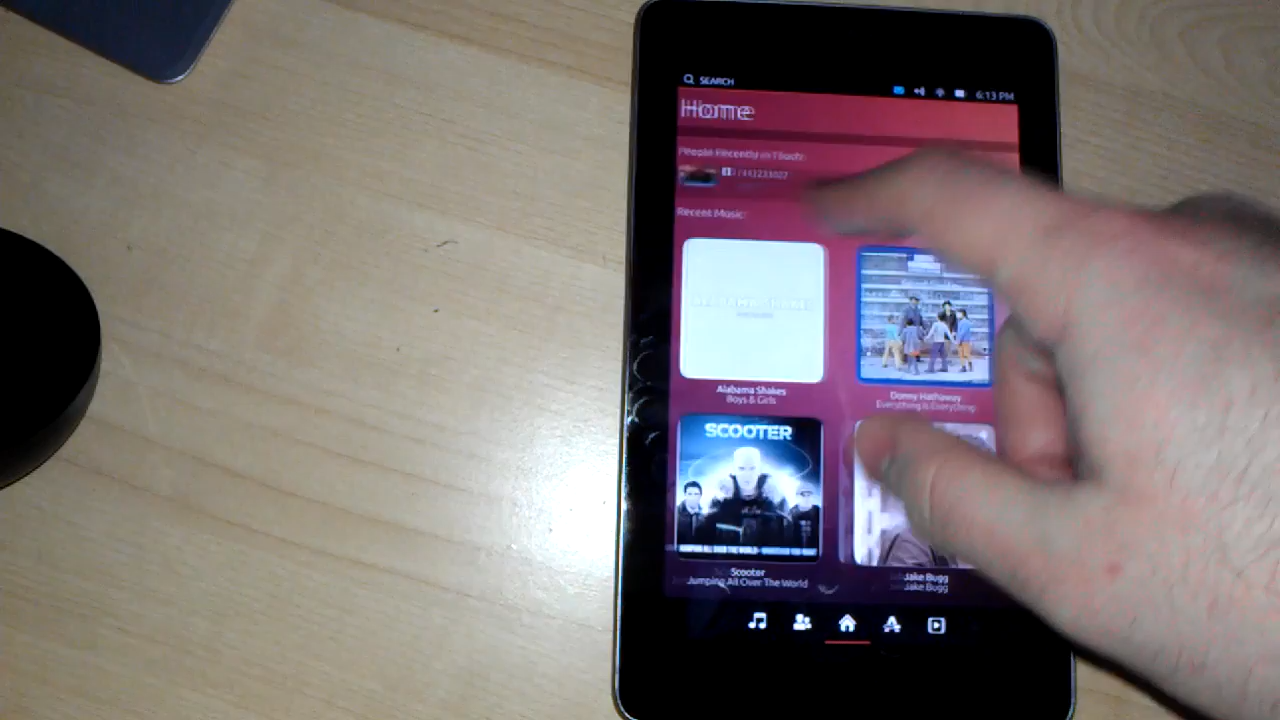 SEARCH
6:13 PM
Home
People Recently in Touch:
Recent Music:
Alabama Shakes
Boys & Girls
Donny Hathaway
Everything Is Everything
SCOOTER
Scooter
Jumping All Over The World
Jake Bugg
Jake Bugg